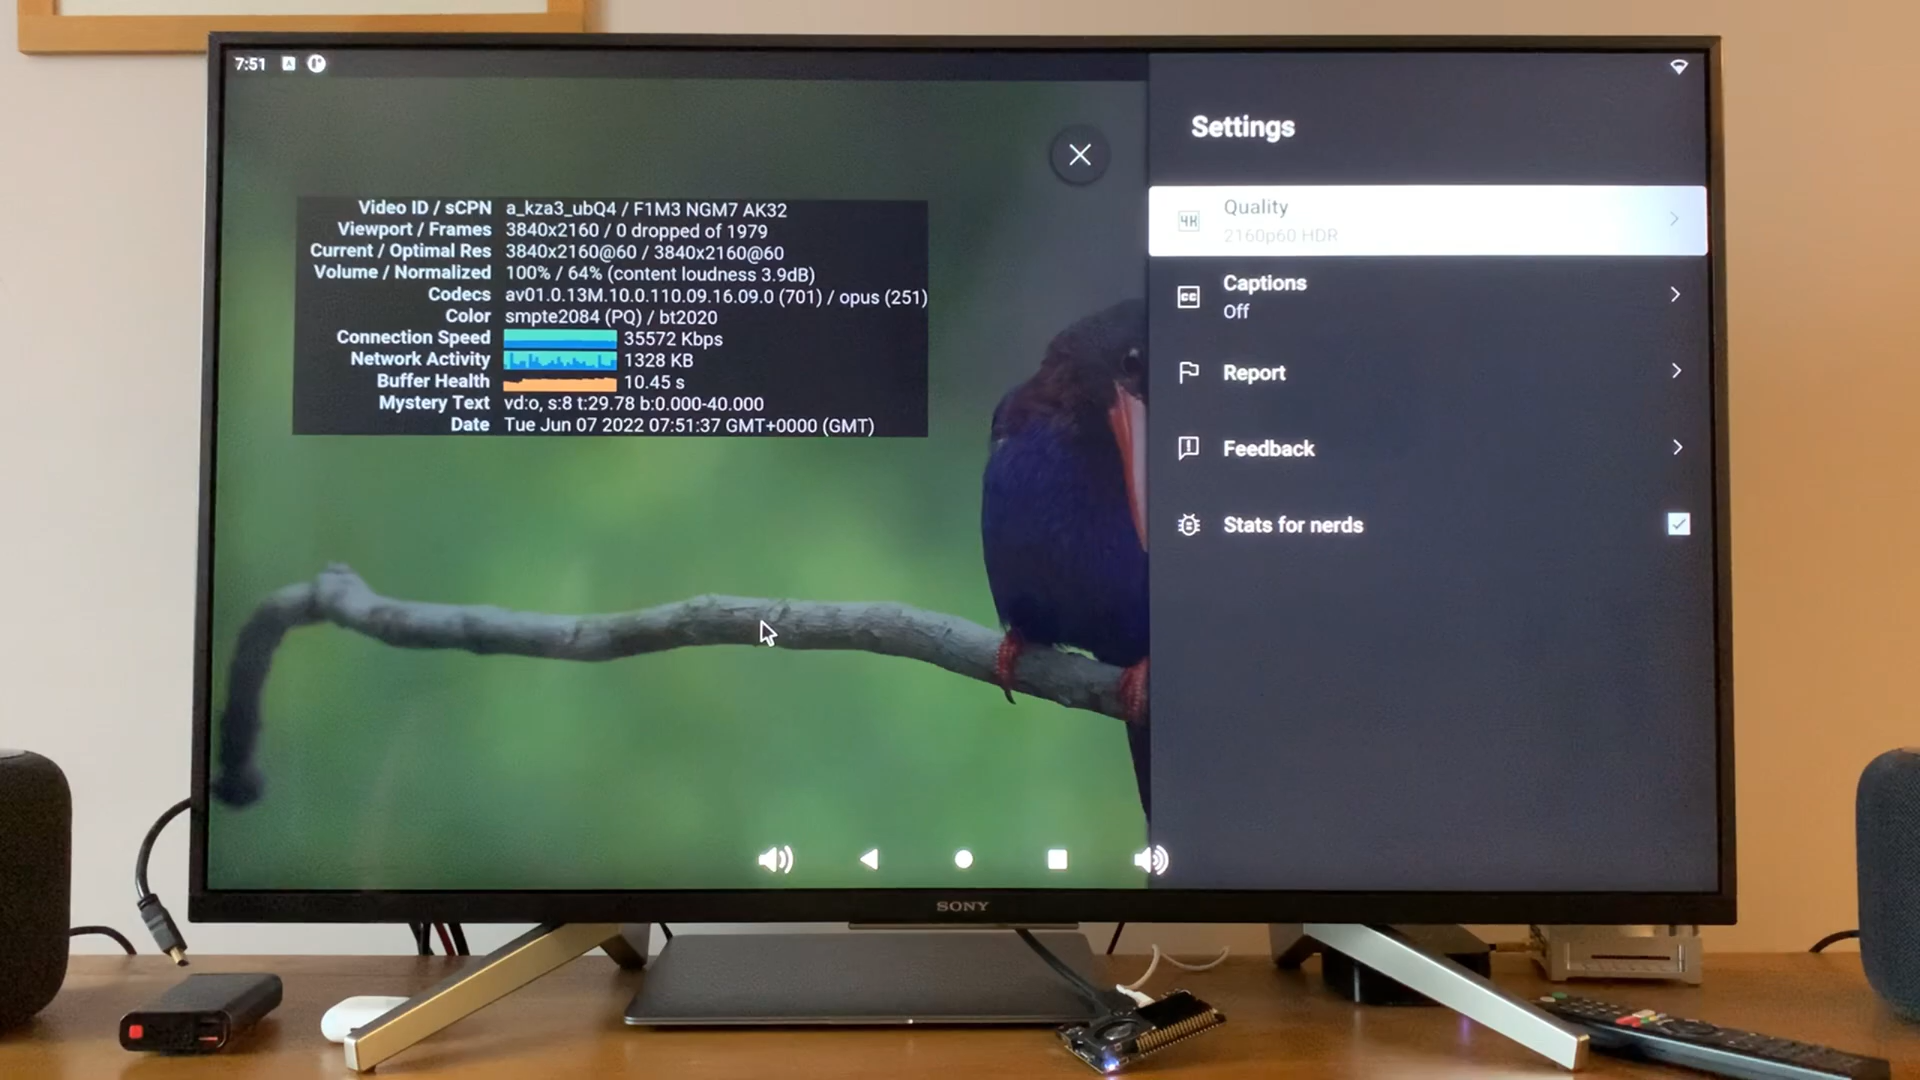 7:51
Settings
Quality
2160p60 HDR
4K
Captions
Off
CC
Report
Feedback
Stats for nerds
Video ID / sCPN a_kza3_ubQ4 / F1M3 NGM7 AK32
Viewport / Frames 3840x2160 / 0 dropped of 1979
Current / Optimal Res 3840x2160@60 / 3840x2160@60
Volume / Normalized 100% / 64% (content loudness 3.9dB)
Codecs av01.0.13M.10.0.110.09.16.09.0 (701) / opus (251)
Color smpte2084 (PQ) / bt2020
Connection Speed 35572 Kbps
Network Activity 1328 KB
Buffer Health 10.45 s
Mystery Text vd:o, s:8 t:29.78 b:0.000-40.000
Date Tue Jun 07 2022 07:51:37 GMT+0000 (GMT)
SONY